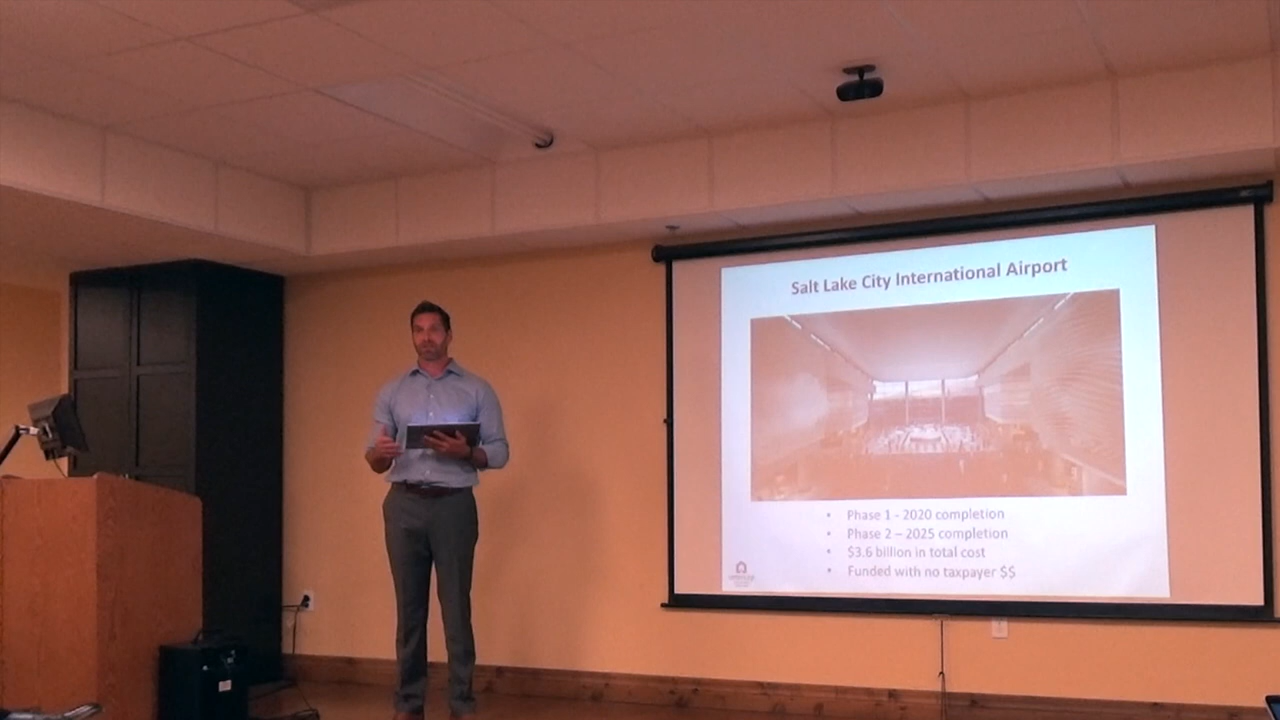 Salt Lake City International Airport
• Phase 1 - 2020 completion
• Phase 2 – 2025 completion
• $3.6 billion in total cost
• Funded with no taxpayer $$